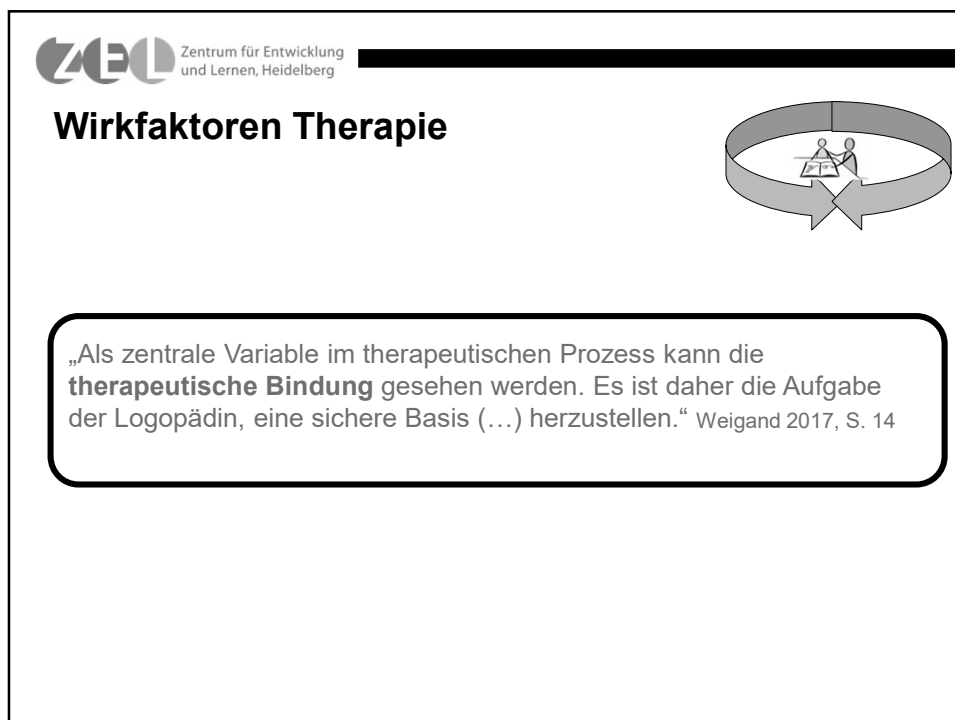 ZEL Zentrum für Entwicklung
und Lernen, Heidelberg
Wirkfaktoren Therapie
„Als zentrale Variable im therapeutischen Prozess kann die
therapeutische Bindung gesehen werden. Es ist daher die Aufgabe
der Logopädin, eine sichere Basis (…) herzustellen.“ Weigand 2017, S. 14